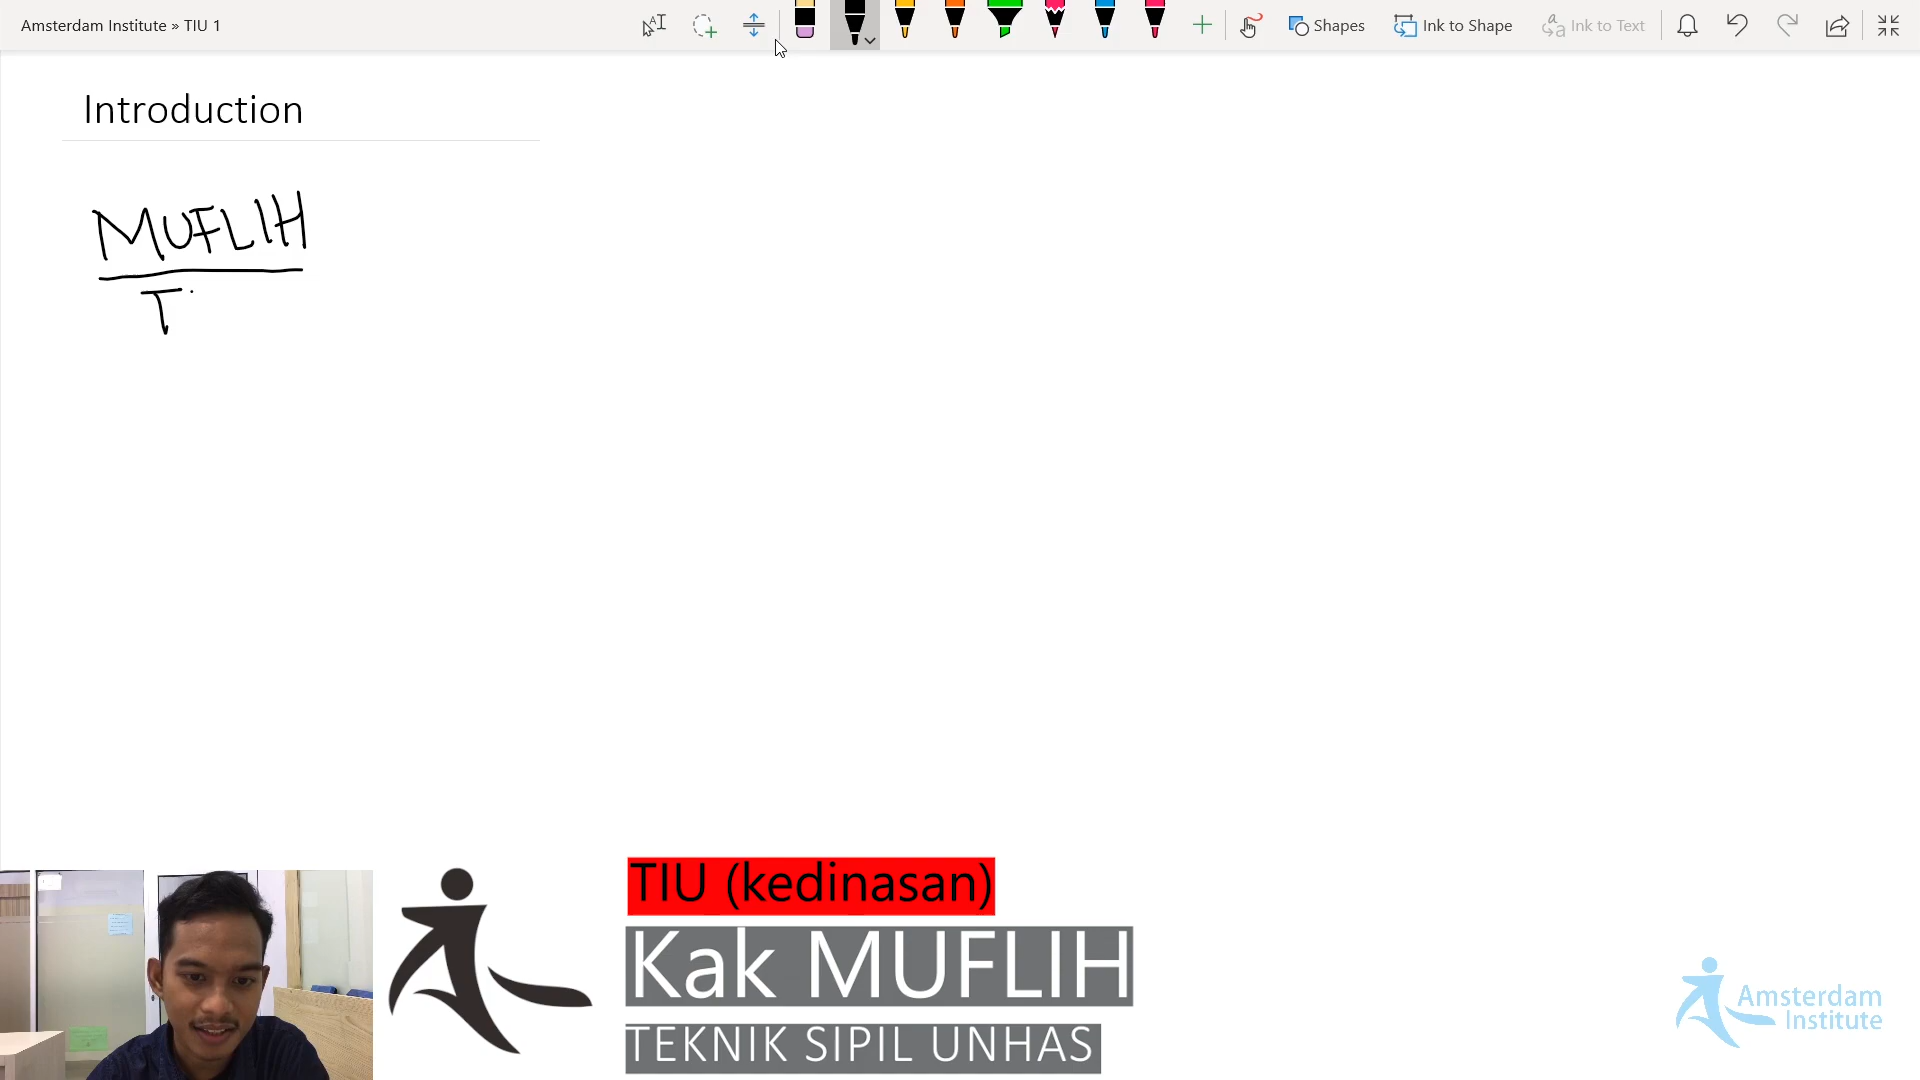 Amsterdam Institute » TIU 1
Shapes
Ink to Shape
Ink to Text
Introduction
MUFLIH
T
TIU (kedinasan)
Kak MUFLIH
TEKNIK SIPIL UNHAS
Amsterdam
Institute